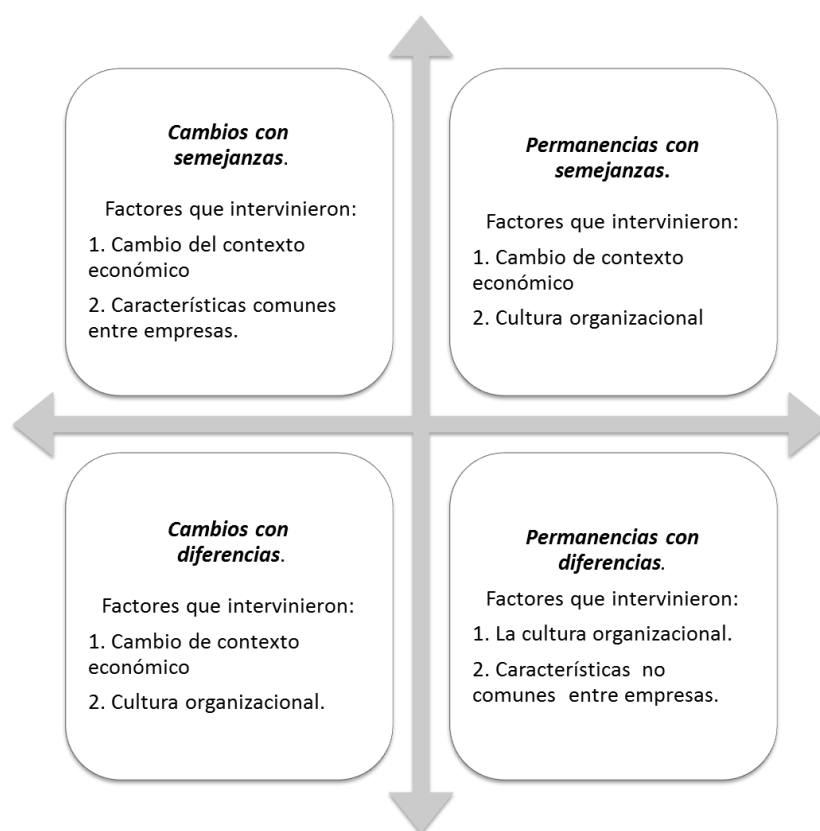 Cambios con
semejanzas.
Factores que intervinieron:
1. Cambio del contexto
económico
2. Características comunes
entre empresas.
Permanencias con
semejanzas.
Factores que intervinieron:
1. Cambio de contexto
económico
2. Cultura organizacional
Cambios con
diferencias.
Factores que intervinieron:
1. Cambio de contexto
económico
2. Cultura organizacional.
Permanencias con
diferencias.
Factores que intervinieron:
1. La cultura organizacional.
2. Características no
comunes entre empresas.